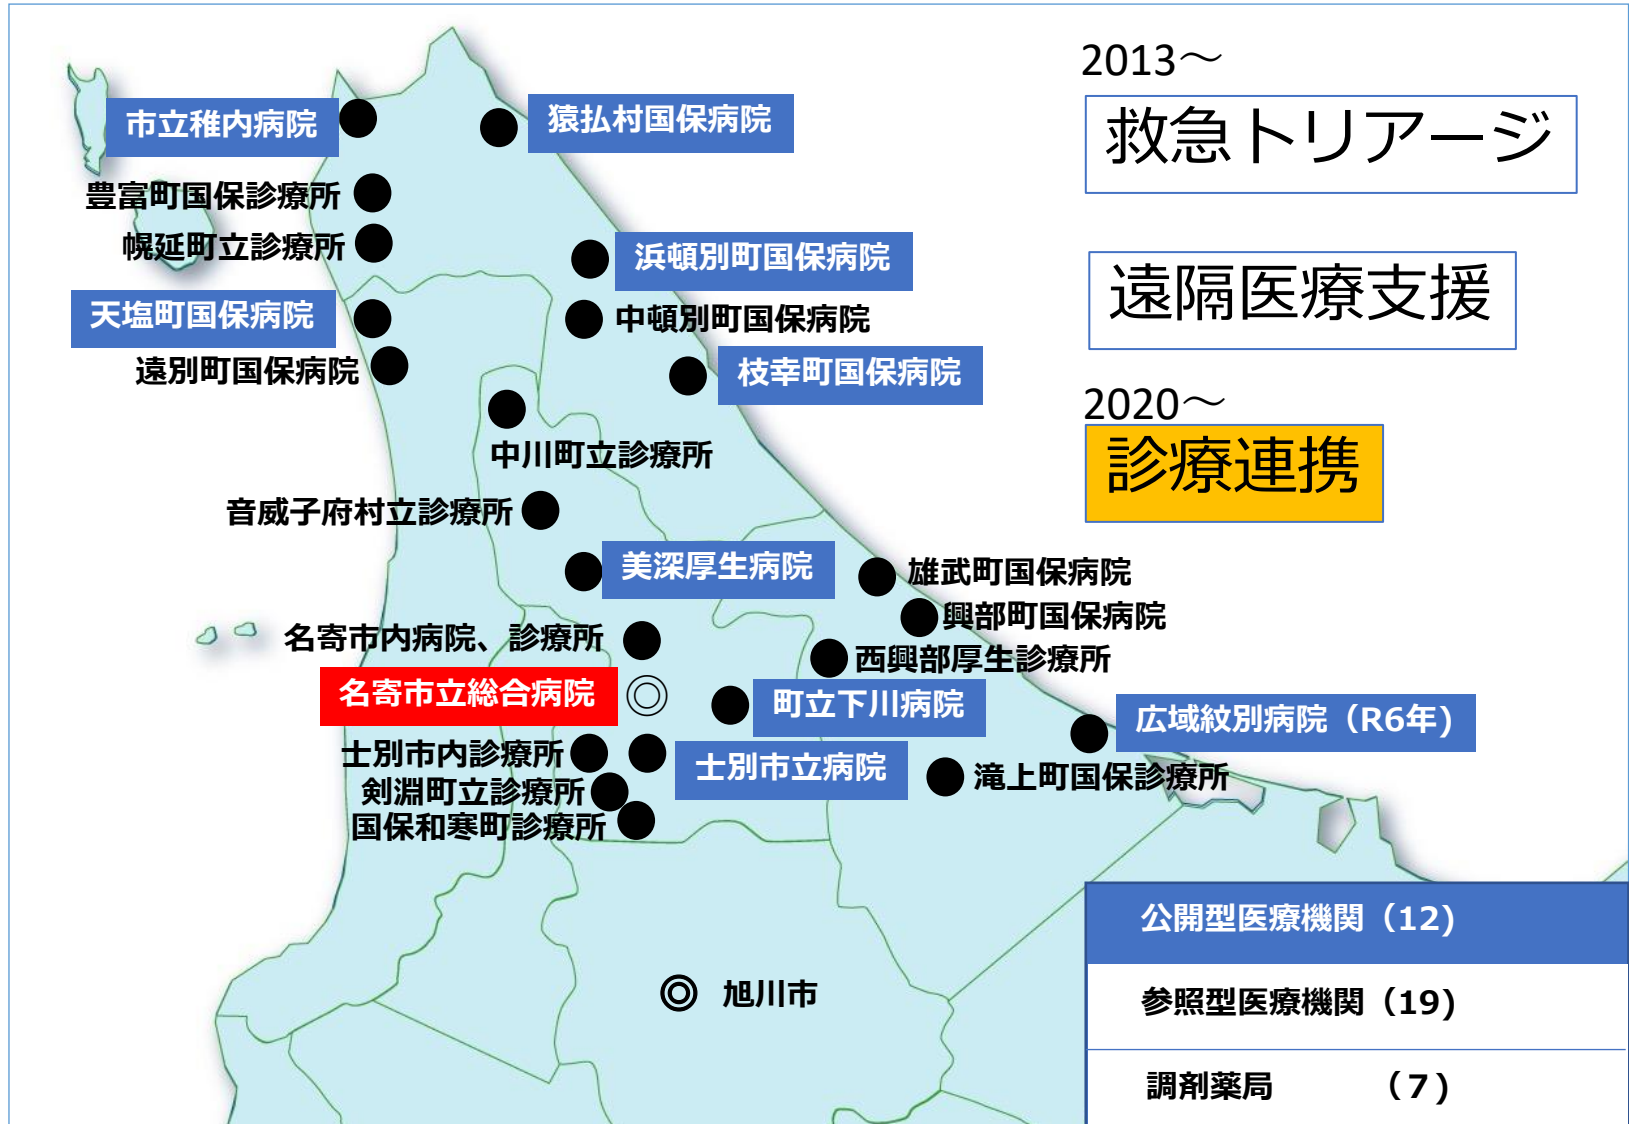 2013～
救急トリアージ
市立稚内病院
猿払村国保病院
豊富町国保診療所
幌延町立診療所
浜頓別町国保病院
遠隔医療支援
天塩町国保病院
中頓別町国保病院
遠別町国保病院
枝幸町国保病院
2020～
診療連携
中川町立診療所
音威子府村立診療所
美深厚生病院
雄武町国保病院
興部町国保病院
名寄市内病院、診療所
西興部厚生診療所
名寄市立総合病院
町立下川病院
広域紋別病院（R6年)
士別市内診療所
士別市立病院
滝上町国保診療所
剣淵町立診療所
国保和寒町診療所
旭川市
公開型医療機関（12)
参照型医療機関（19)
調剤薬局　　　（７)